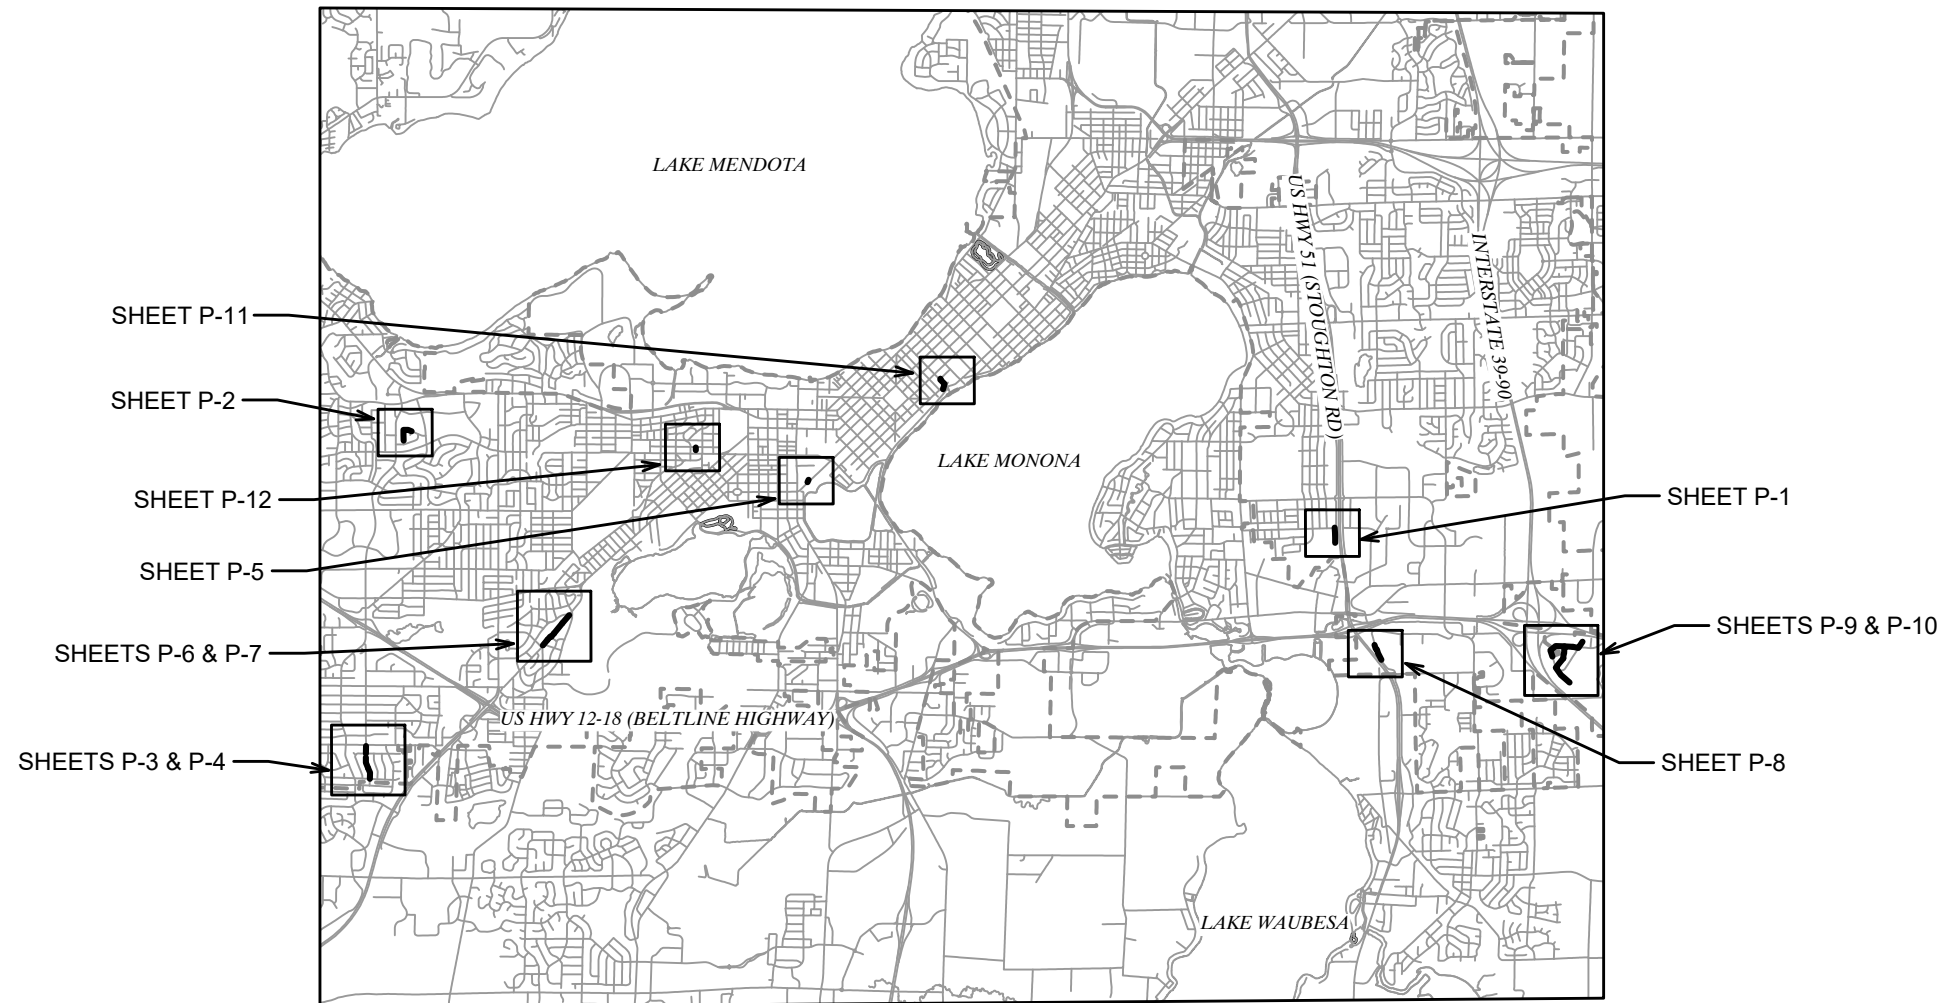 LAKE MENDOTA
US HWY 51 (STOUGHTON RD)
INTERSTATE 39-90
SHEET P-11
SHEET P-2
LAKE MONONA
SHEET P-12
SHEET P-1
SHEET P-5
SHEETS P-6 & P-7
SHEETS P-9 & P-10
US HWY 12-18 (BELTLINE HIGHWAY)
SHEETS P-3 & P-4
SHEET P-8
LAKE WAUBESA